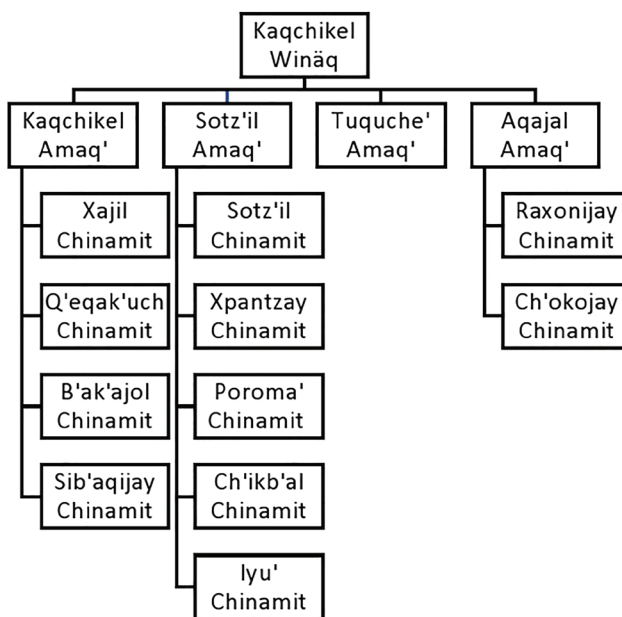 Kaqchikel
Winäq
Kaqchikel
Amaq'
Sotz'il
Amaq'
Tuquche'
Amaq'
Aqajal
Amaq'
Xajil
Chinamit
Q'eqak'uch
Chinamit
B'ak'ajol
Chinamit
Sib'aqijay
Chinamit
Sotz'il
Chinamit
Xpantzay
Chinamit
Poroma'
Chinamit
Ch'ikb'al
Chinamit
Iyu'
Chinamit
Raxonijay
Chinamit
Ch'okojay
Chinamit